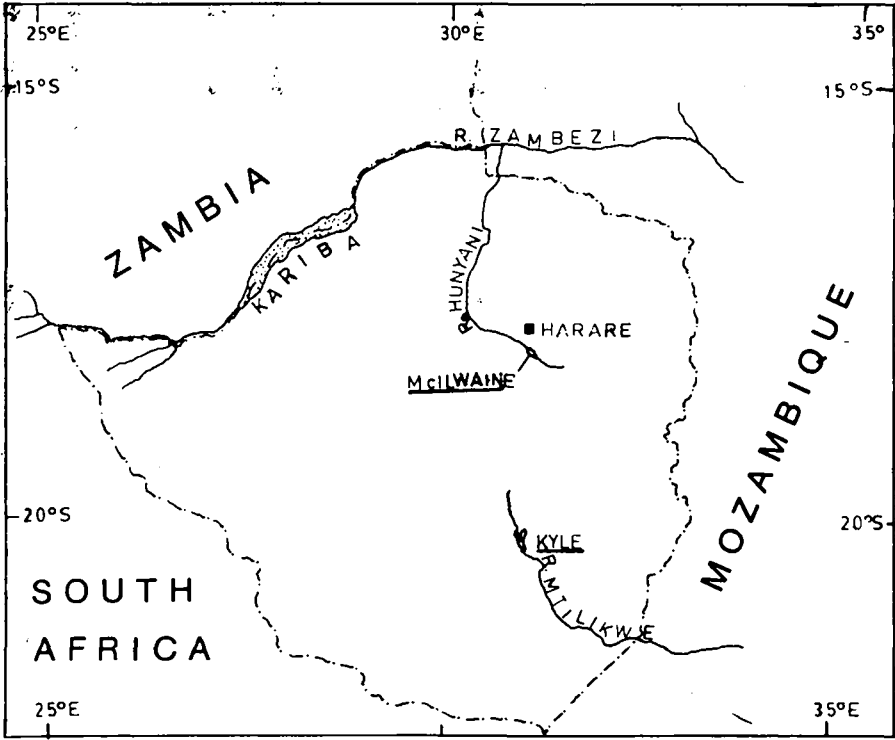 25°E
30°E
35°
15°S
15°S
R. ZAMBEZI
ZAMBIA
KARIBA
R. HUNYANI
HARARE
McILWAINE
MOZAMBIQUE
20°S
20°S
KYLE
R. MTILIKWE
SOUTH
AFRICA
25°E
35°E